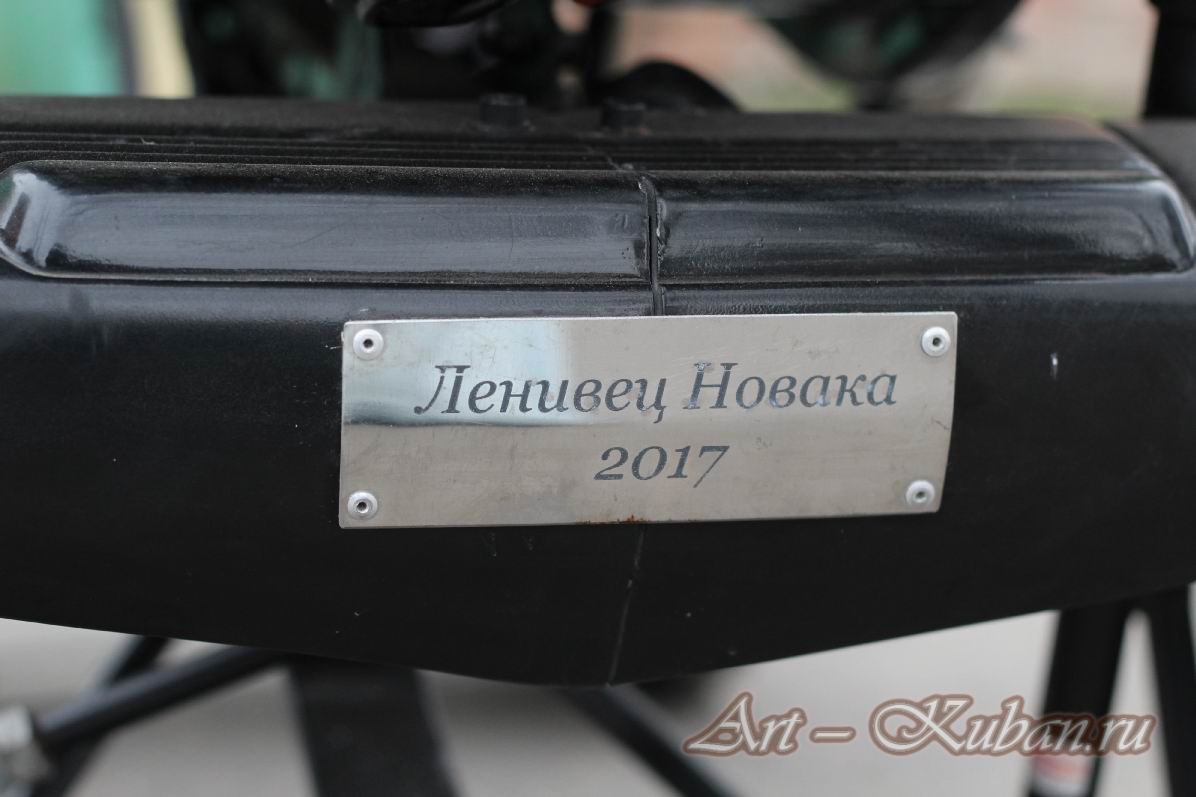 Ленивец Новака
2017
Art - Kuban.ru